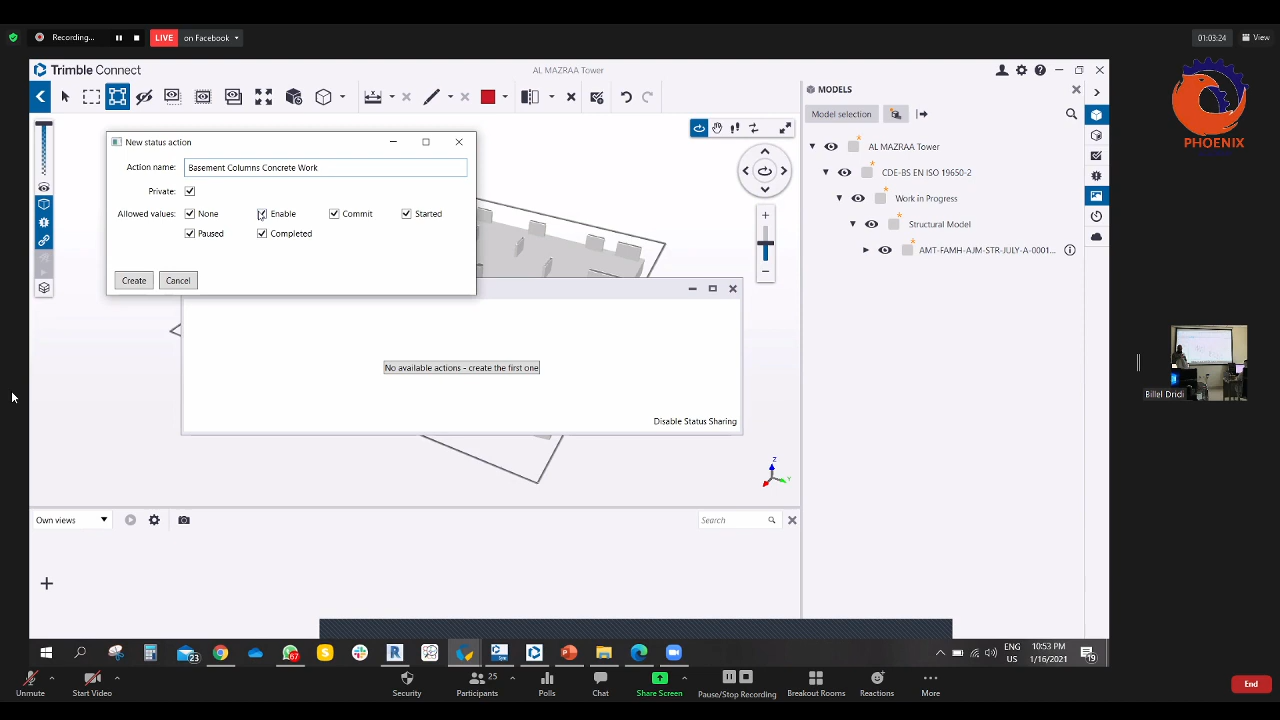 Recording...
LIVE
on Facebook
01:03:24
View
Trimble Connect
AL MAZRAA Tower
MODELS
Model selection
PHOENIX
New status action
Action name:
Basement Columns Concrete Work
Private:
Allowed values:
None
Enable
Commit
Started
Paused
Completed
Create
Cancel
AL MAZRAA Tower
CDE-BS EN ISO 19650-2
Work in Progress
Structural Model
AMT-FAMH-AJM-STR-JULY-A-0001...
No available actions - create the first one
Disable Status Sharing
Billel Dridi
Z
Y
Own views
Search
23
67
ENG
US
10:53 PM
1/16/2021
19
Unmute
Start Video
Security
Participants
25
Polls
Chat
Share Screen
Pause/Stop Recording
Breakout Rooms
Reactions
More
End